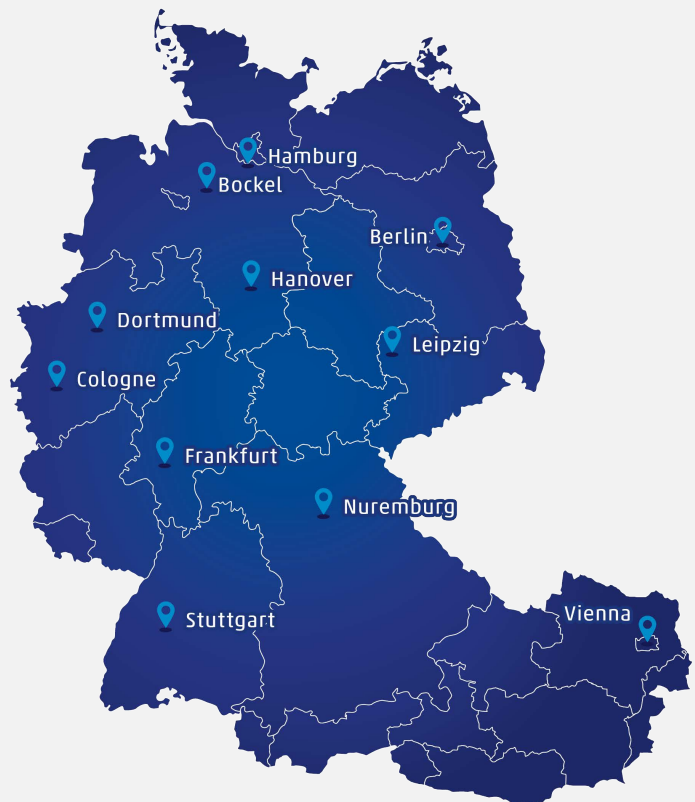 Hamburg
Bockel
Berlin
Hanover
Dortmund
Leipzig
Cologne
Frankfurt
Nuremburg
Vienna
Stuttgart